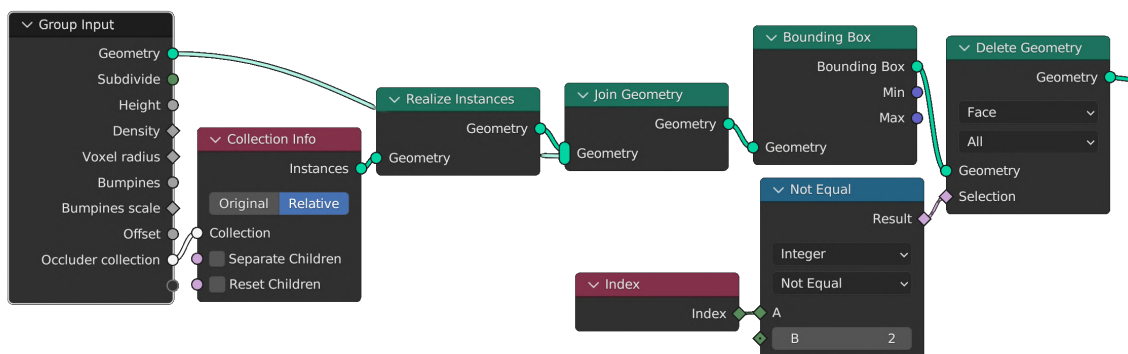 Group Input
Geometry
Subdivide
Height
Density
Voxel radius
Bumpines
Bumpines scale
Offset
Occluder collection
Collection Info
Instances
Original Relative
Collection
Separate Children
Reset Children
Realize Instances
Geometry
Geometry
Join Geometry
Geometry
Geometry
Bounding Box
Bounding Box
Min
Max
Geometry
Index
Index
Not Equal
Result
Integer
Not Equal
A
B 2
Delete Geometry
Geometry
Face
All
Geometry
Selection